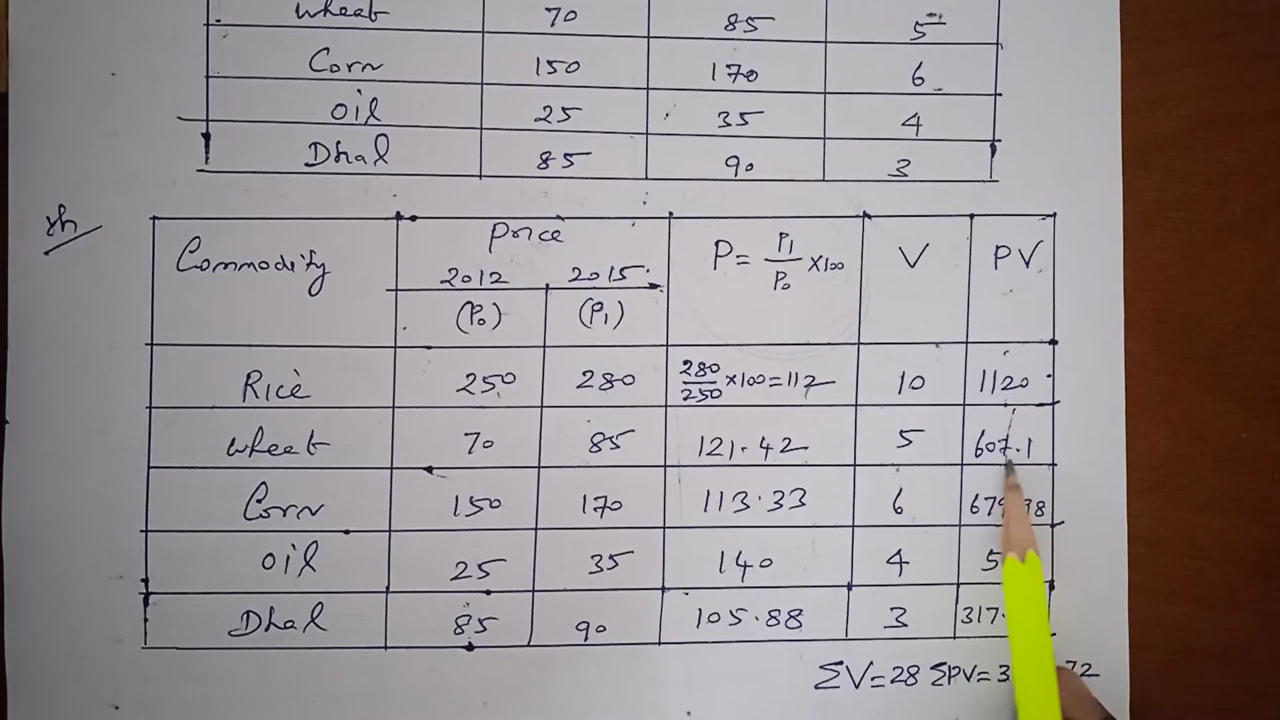 Wheat 70 85 5
Corn 150 170 6
Oil 25 35 4
Dhal 85 90 3
Commodity Price P = P1/P0 ×100 V PV
2012 2015
(P0) (P1)
Rice 250 280 280/250 ×100=112 10 1120
Wheat 70 85 121.42 5 607.1
Corn 150 170 113.33 6
Oil 25 35 140 4
Dhal 85 90 105.88 3
ΣV=28 ΣPV=